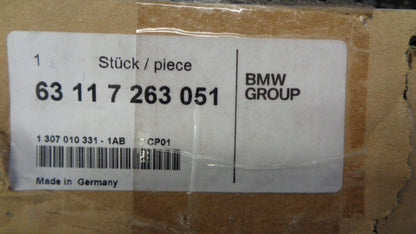 1 Stück / piece
63 11 7 263 051
BMW
GROUP
1 307 010 331 - 1AB CP01
Made in Germany